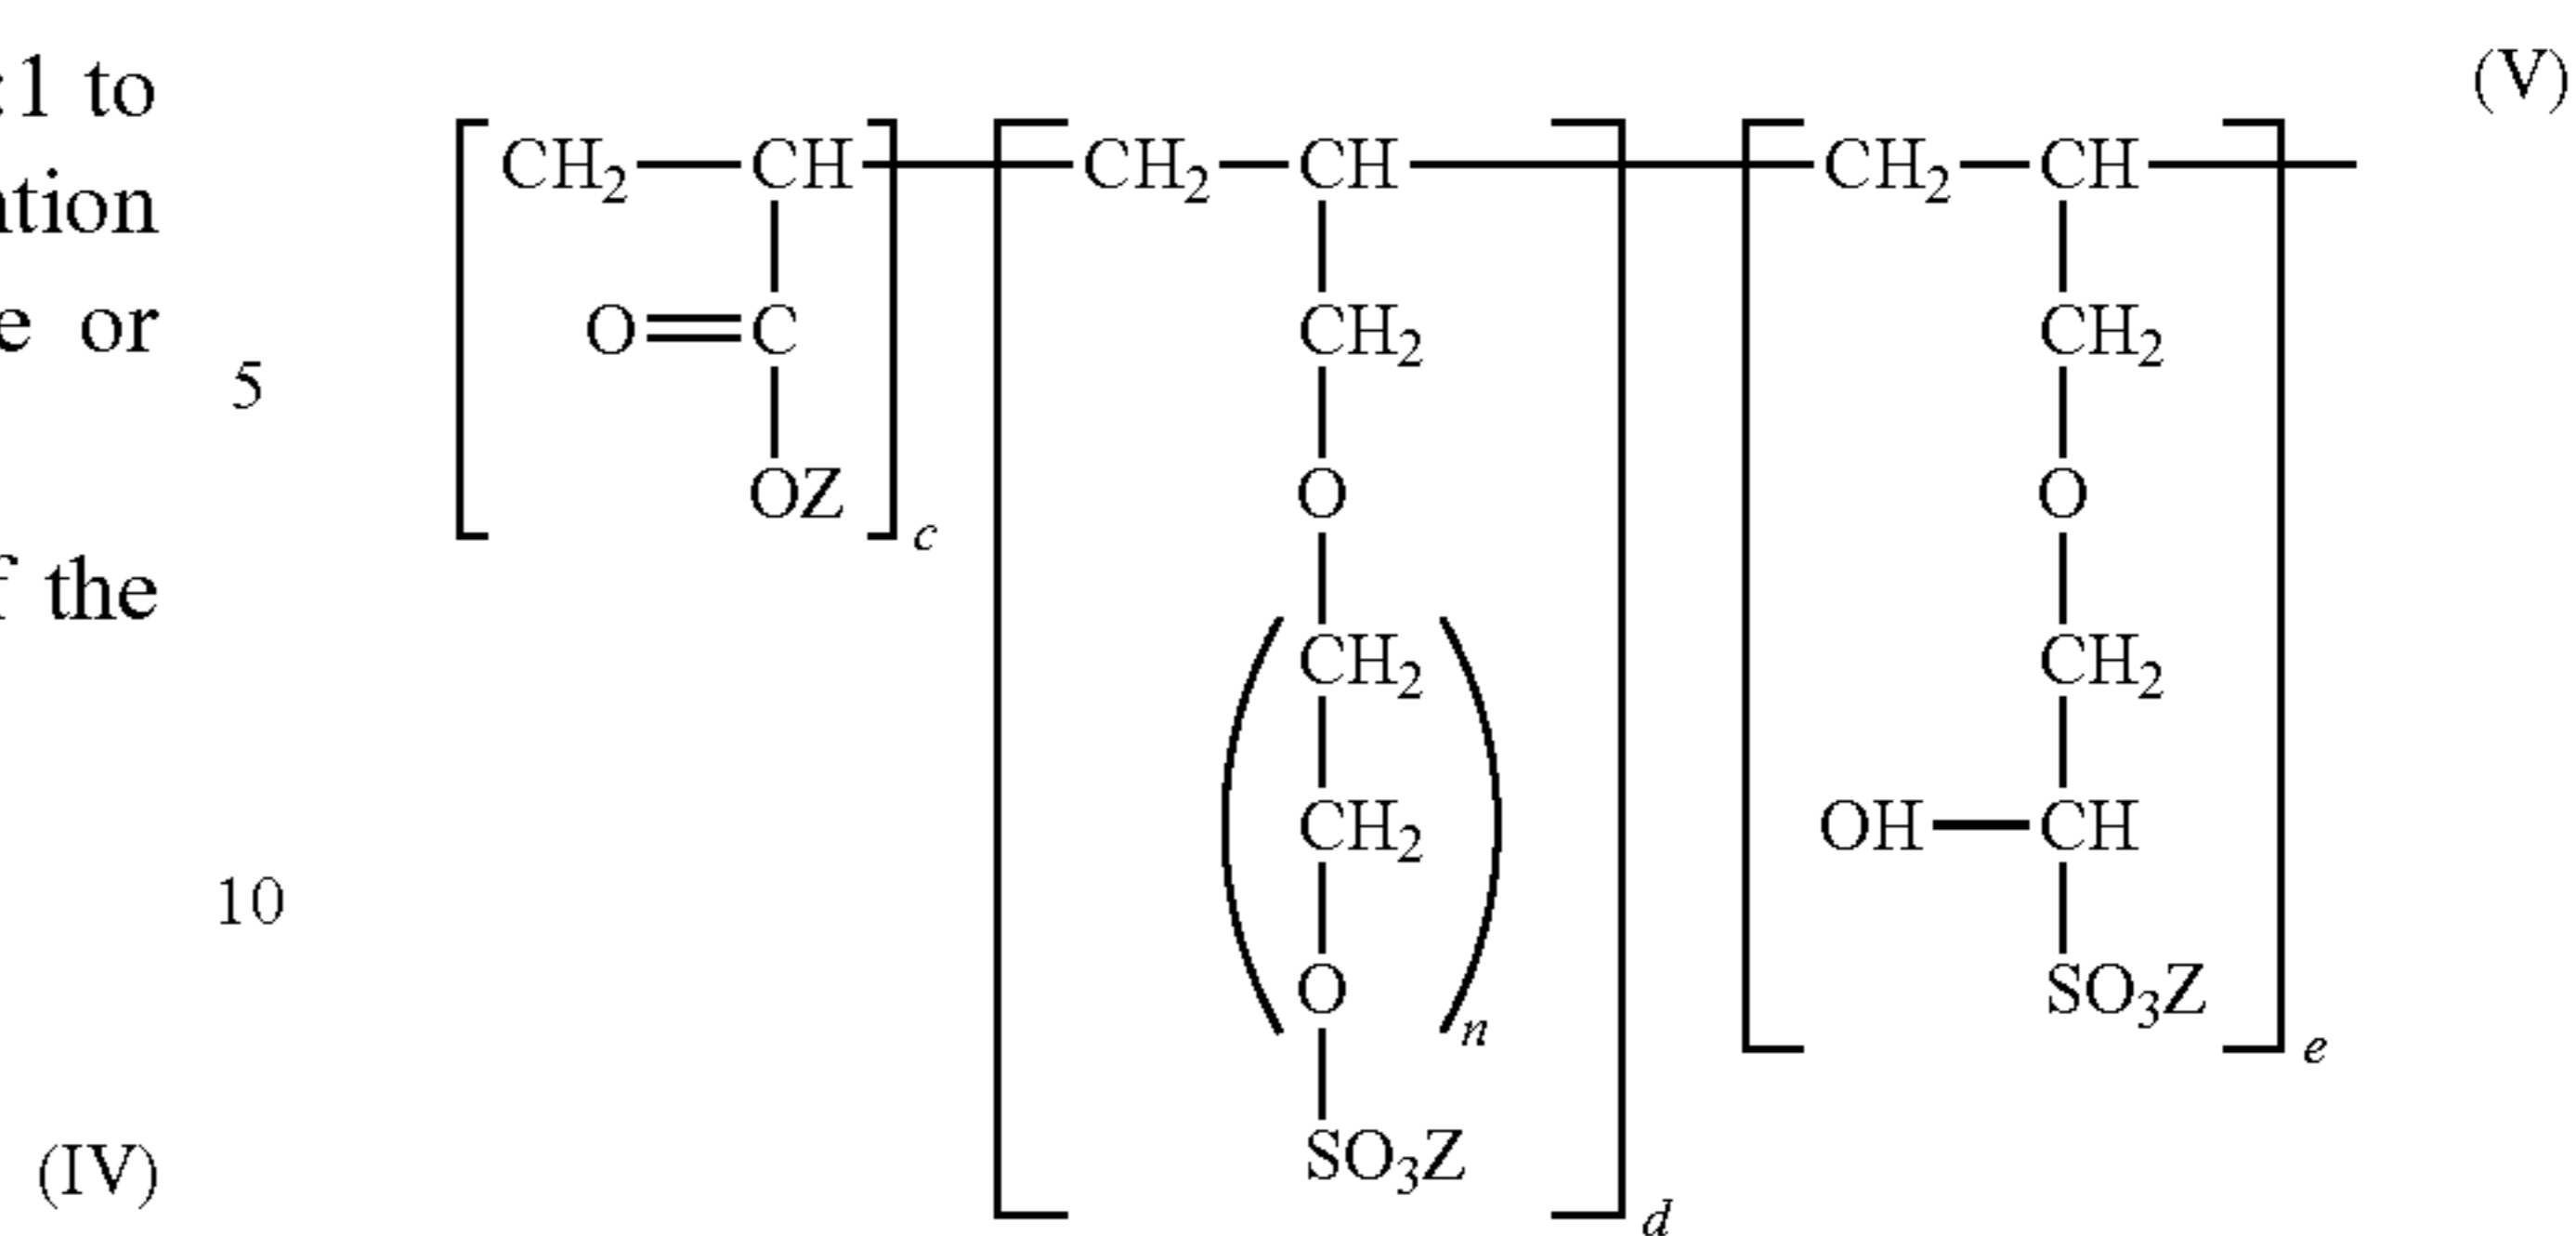 :1 to
ntion
e or
f the
(IV)
5
10
(V)
CH₂—CH—CH₂—CH—CH₂—CH—
O=C CH₂ CH₂
OZ O O
c
CH₂ CH₂
CH₂ OH—CH
O SO₃Z
n e
SO₃Z
d